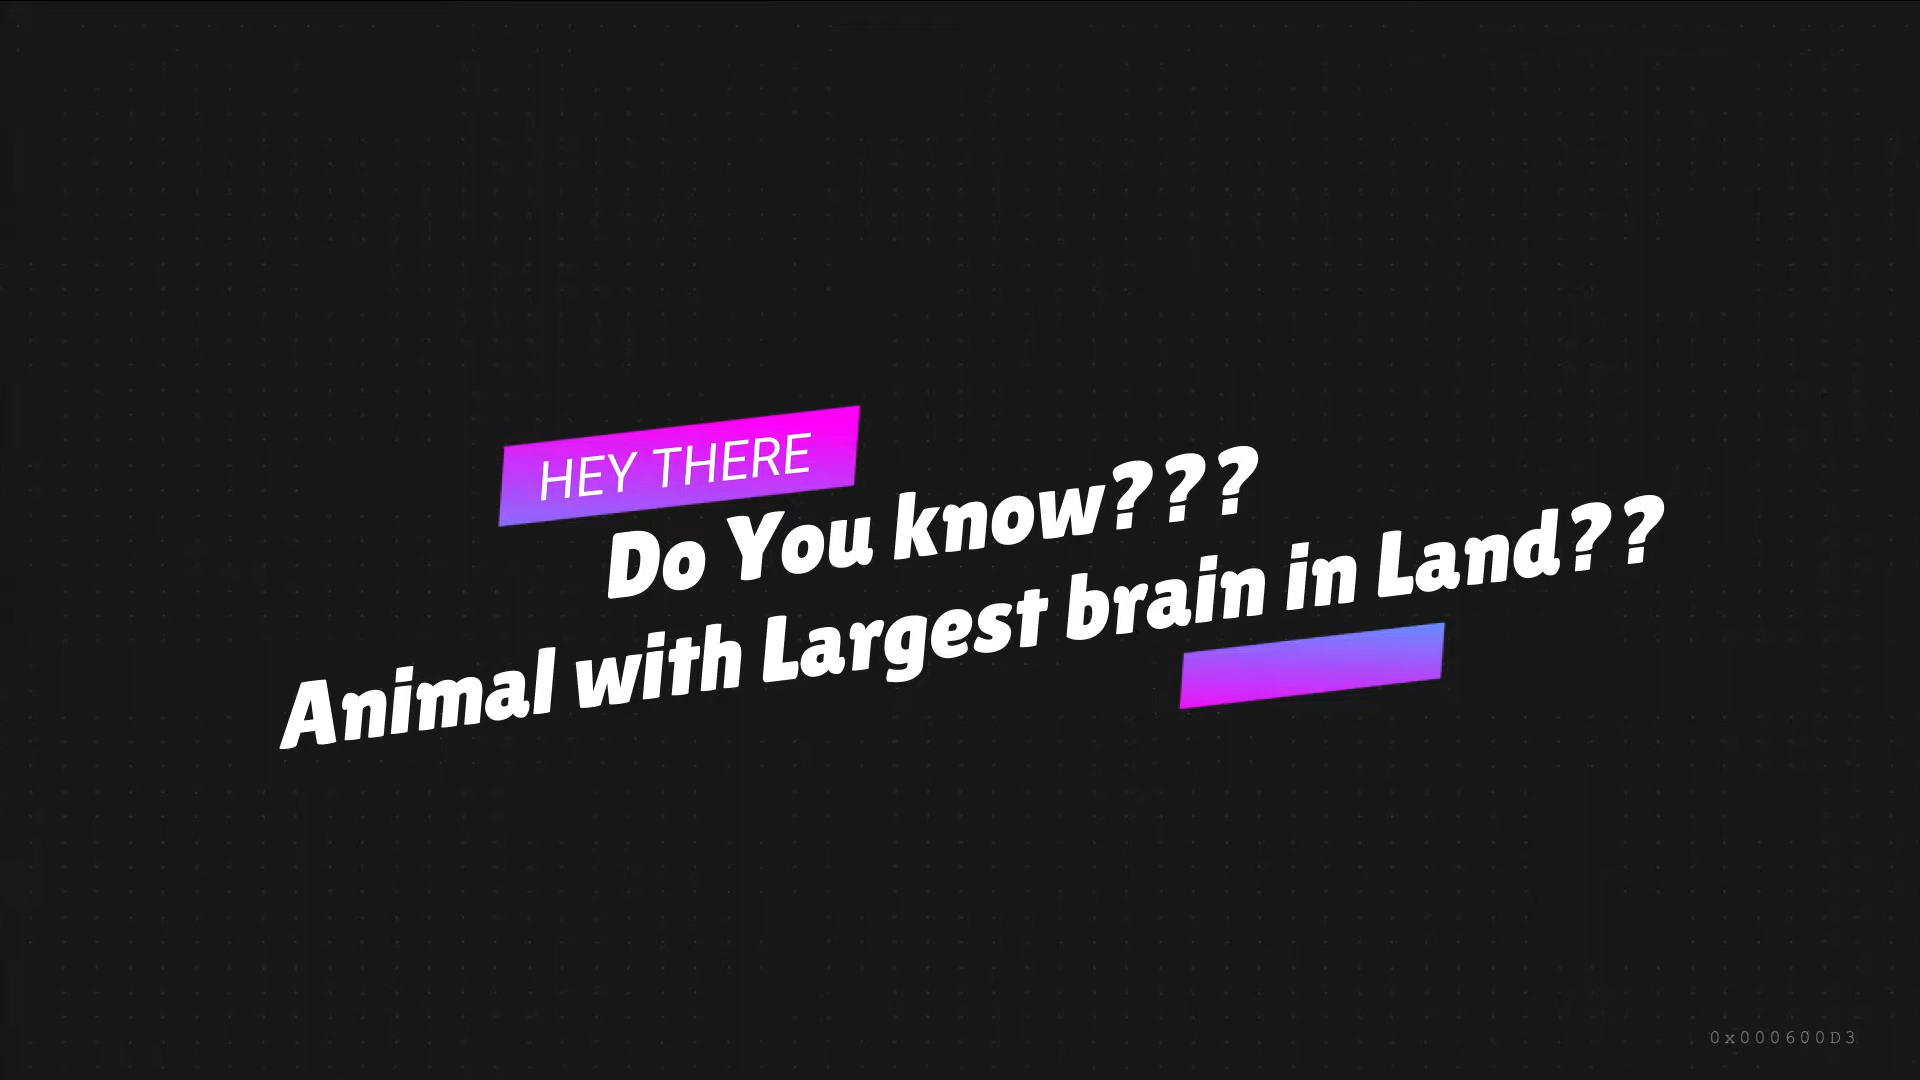 HEY THERE
Do You know???
Animal with Largest brain in Land??
0x000600D3